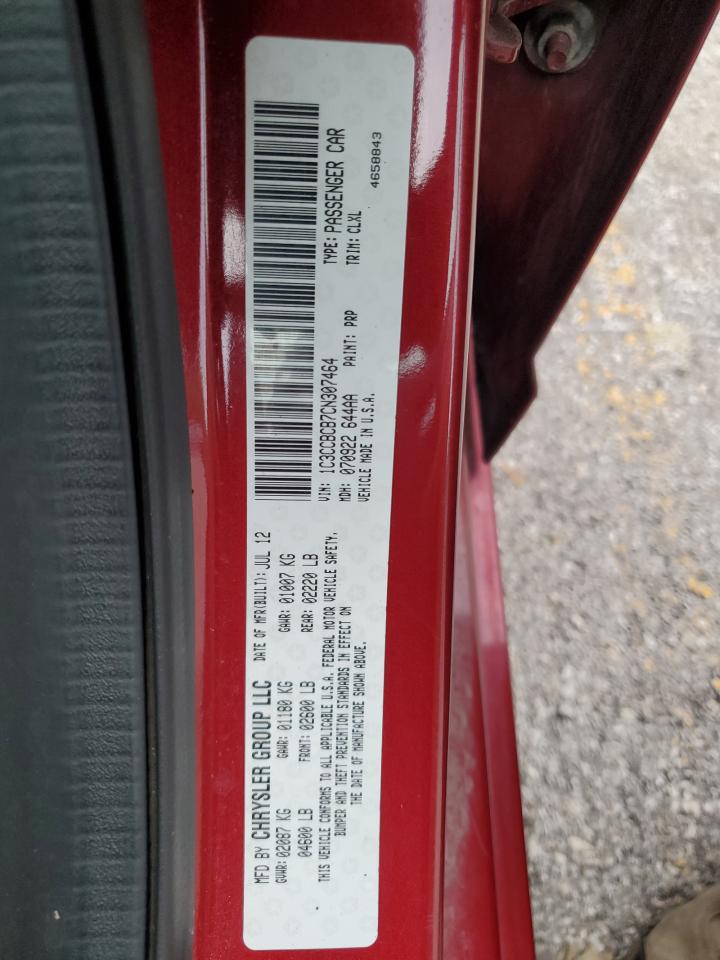 MFD BY CHRYSLER GROUP LLC DATE OF MFR(BUILT): JUL 12
GVWR: 02087 KG GAWR: 01180 KG GAWR: 01007 KG
04600 LB FRONT: 02600 LB REAR: 02220 LB
THIS VEHICLE CONFORMS TO ALL APPLICABLE U.S.A. FEDERAL MOTOR VEHICLE SAFETY,
BUMPER AND THEFT PREVENTION STANDARDS IN EFFECT ON
THE DATE OF MANUFACTURE SHOWN ABOVE.
VIN: 1C3CCBCB7CN307464 TYPE: PASSENGER CAR
MDH: 070922 644AA PAINT: PRP TRIM: CLXL
VEHICLE MADE IN U.S.A.
4658843